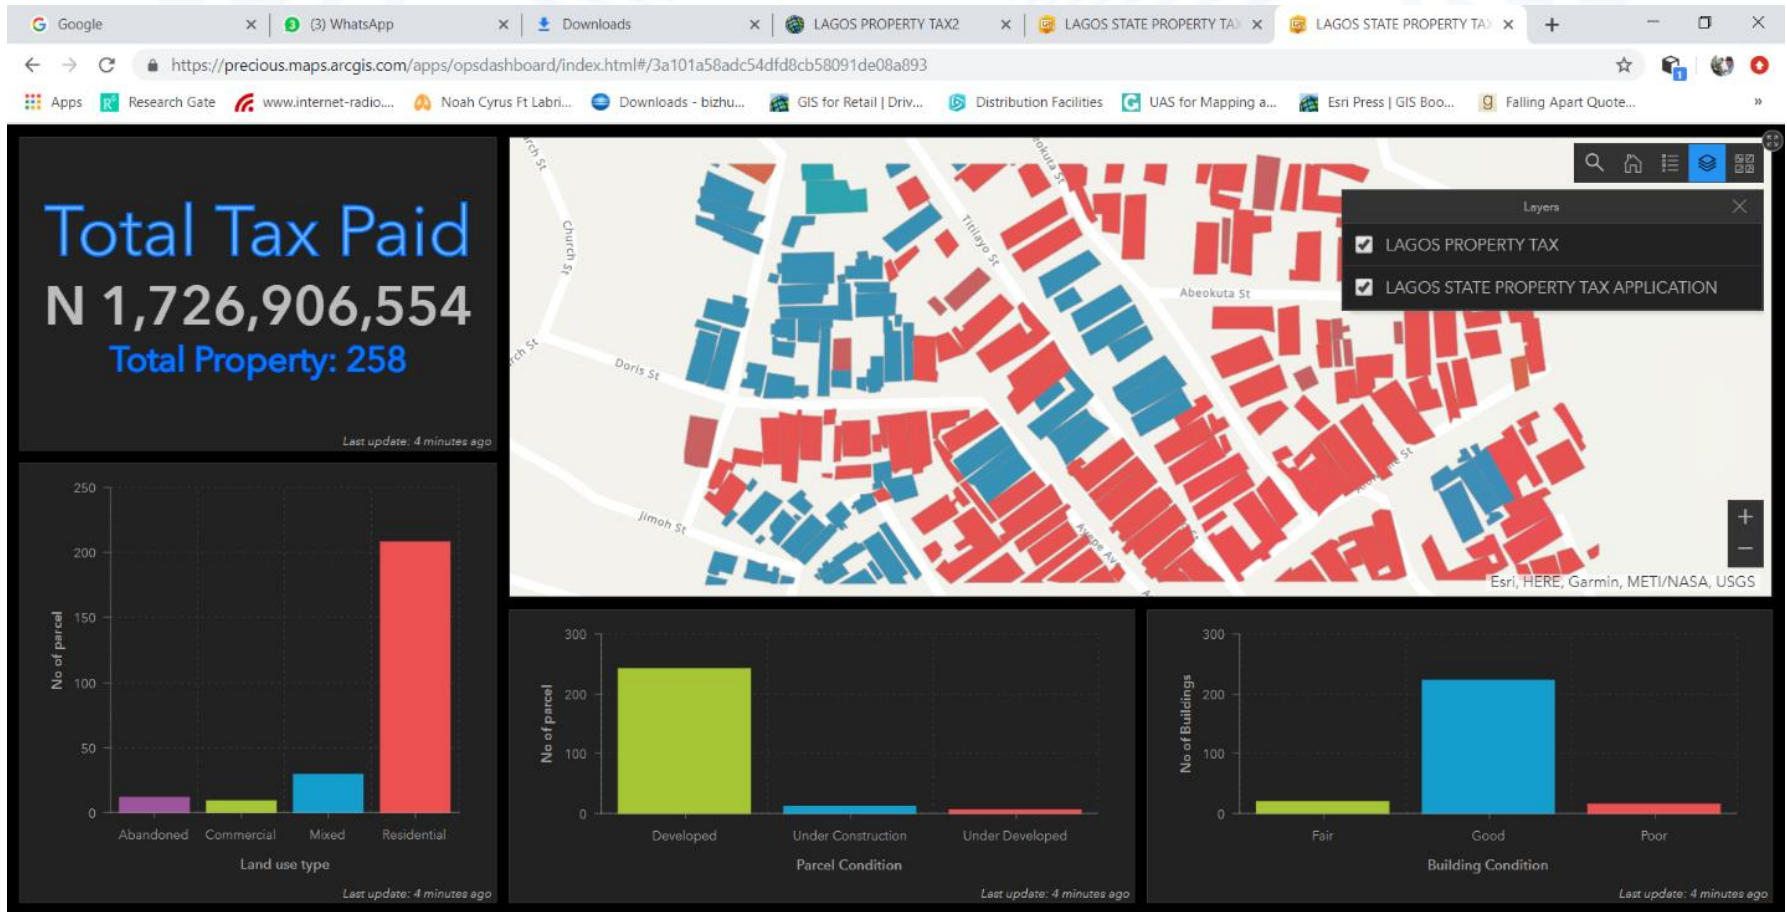 Google
(3) WhatsApp
Downloads
LAGOS PROPERTY TAX2
LAGOS STATE PROPERTY TA
LAGOS STATE PROPERTY TA
https://precious.maps.arcgis.com/apps/opsdashboard/index.html#/3a101a58adc54dfd8cb58091de08a893
Apps
Research Gate
www.internet-radio....
Noah Cyrus Ft Labri...
Downloads - bizhu...
GIS for Retail | Driv...
Distribution Facilities
UAS for Mapping a...
Esri Press | GIS Boo...
Falling Apart Quote...
»
Total Tax Paid
N 1,726,906,554
Total Property: 258
Last update: 4 minutes ago
Church St
Doris St
Jimoh St
Titilayo St
Abeokuta St
Layers
LAGOS PROPERTY TAX
LAGOS STATE PROPERTY TAX APPLICATION
+
−
Esri, HERE, Garmin, METI/NASA, USGS
250
200
150
100
50
0
No of parcel
Abandoned
Commercial
Mixed
Residential
Land use type
Last update: 4 minutes ago
300
200
100
0
No of parcel
Developed
Under Construction
Under Developed
Parcel Condition
Last update: 4 minutes ago
300
200
100
0
No of Buildings
Fair
Good
Poor
Building Condition
Last update: 4 minutes ago